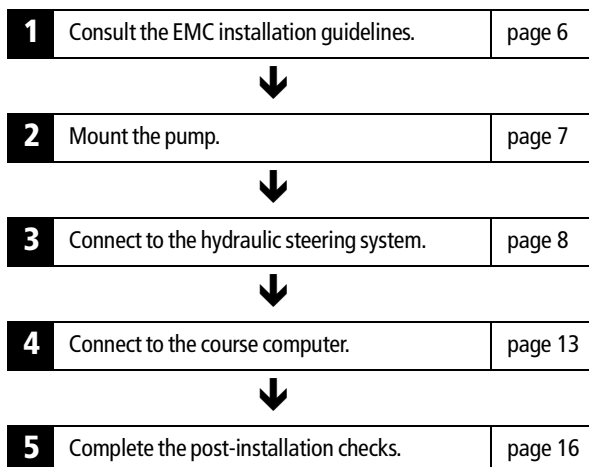 1 Consult the EMC installation guidelines. page 6
2 Mount the pump. page 7
3 Connect to the hydraulic steering system. page 8
4 Connect to the course computer. page 13
5 Complete the post-installation checks. page 16